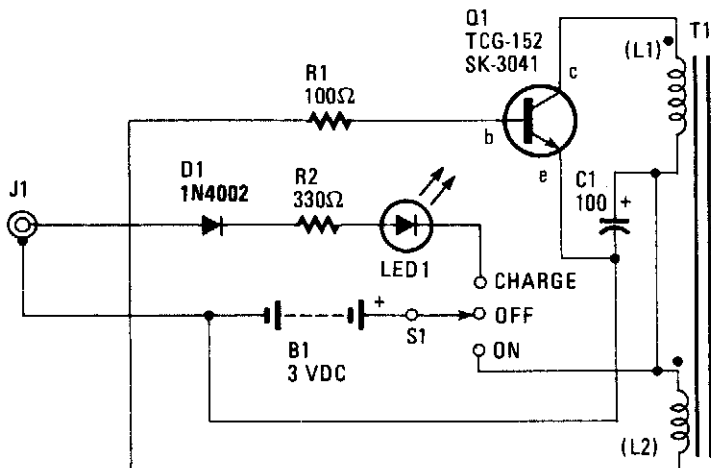 Q1
TCG-152
SK-3041
T1
(L1)
R1
100Ω
c
b
e
C1
100
+
D1
1N4002
R2
330Ω
J1
LED1
CHARGE
+
S1
OFF
B1
3 VDC
ON
(L2)